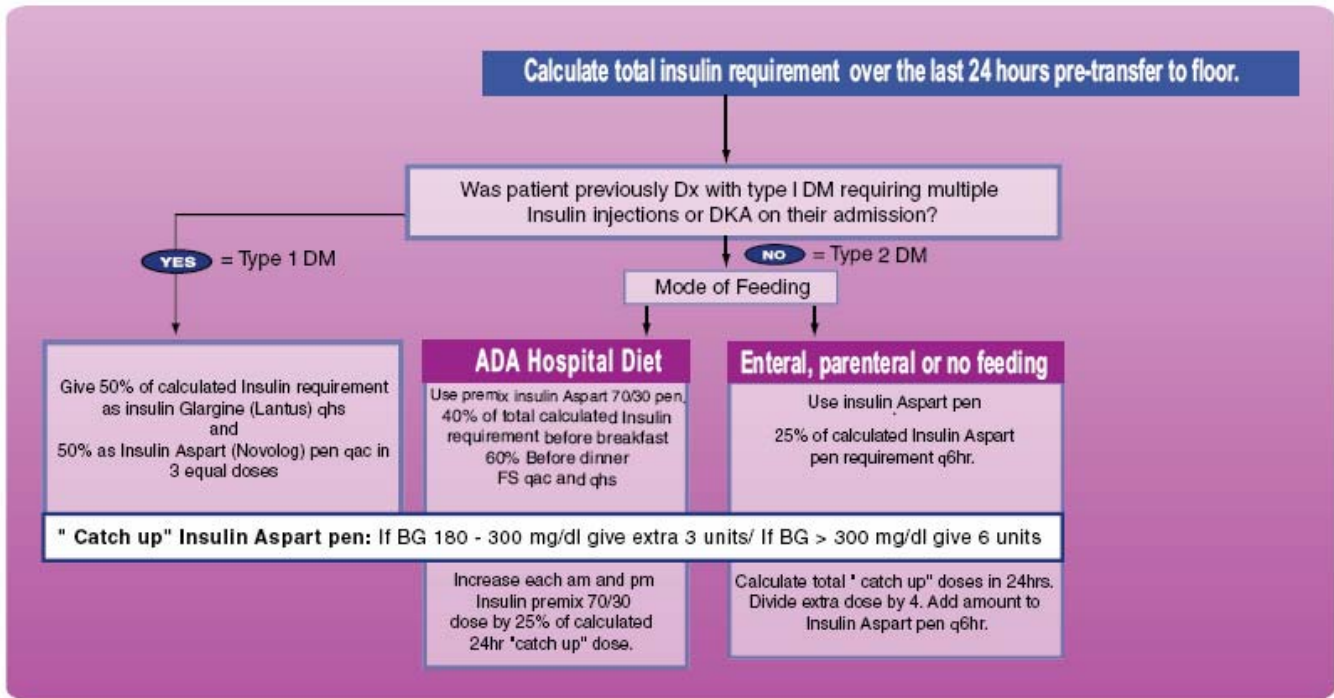 Calculate total insulin requirement over the last 24 hours pre-transfer to floor.
Was patient previously Dx with type I DM requiring multiple
Insulin injections or DKA on their admission?
YES = Type 1 DM
NO = Type 2 DM
Mode of Feeding
Give 50% of calculated Insulin requirement
as insulin Glargine (Lantus) qhs
and
50% as Insulin Aspart (Novolog) pen qac in
3 equal doses
ADA Hospital Diet
Use premix insulin Aspart 70/30 pen,
40% of total calculated Insulin
requirement before breakfast
60% Before dinner
FS qac and qhs
Enteral, parenteral or no feeding
Use insulin Aspart pen
.
25% of calculated Insulin Aspart
pen requirement q6hr.
" Catch up" Insulin Aspart pen: If BG 180 - 300 mg/dl give extra 3 units/ If BG > 300 mg/dl give 6 units
Increase each am and pm
Insulin premix 70/30
dose by 25% of calculated
24hr "catch up" dose.
Calculate total " catch up" doses in 24hrs.
Divide extra dose by 4. Add amount to
Insulin Aspart pen q6hr.